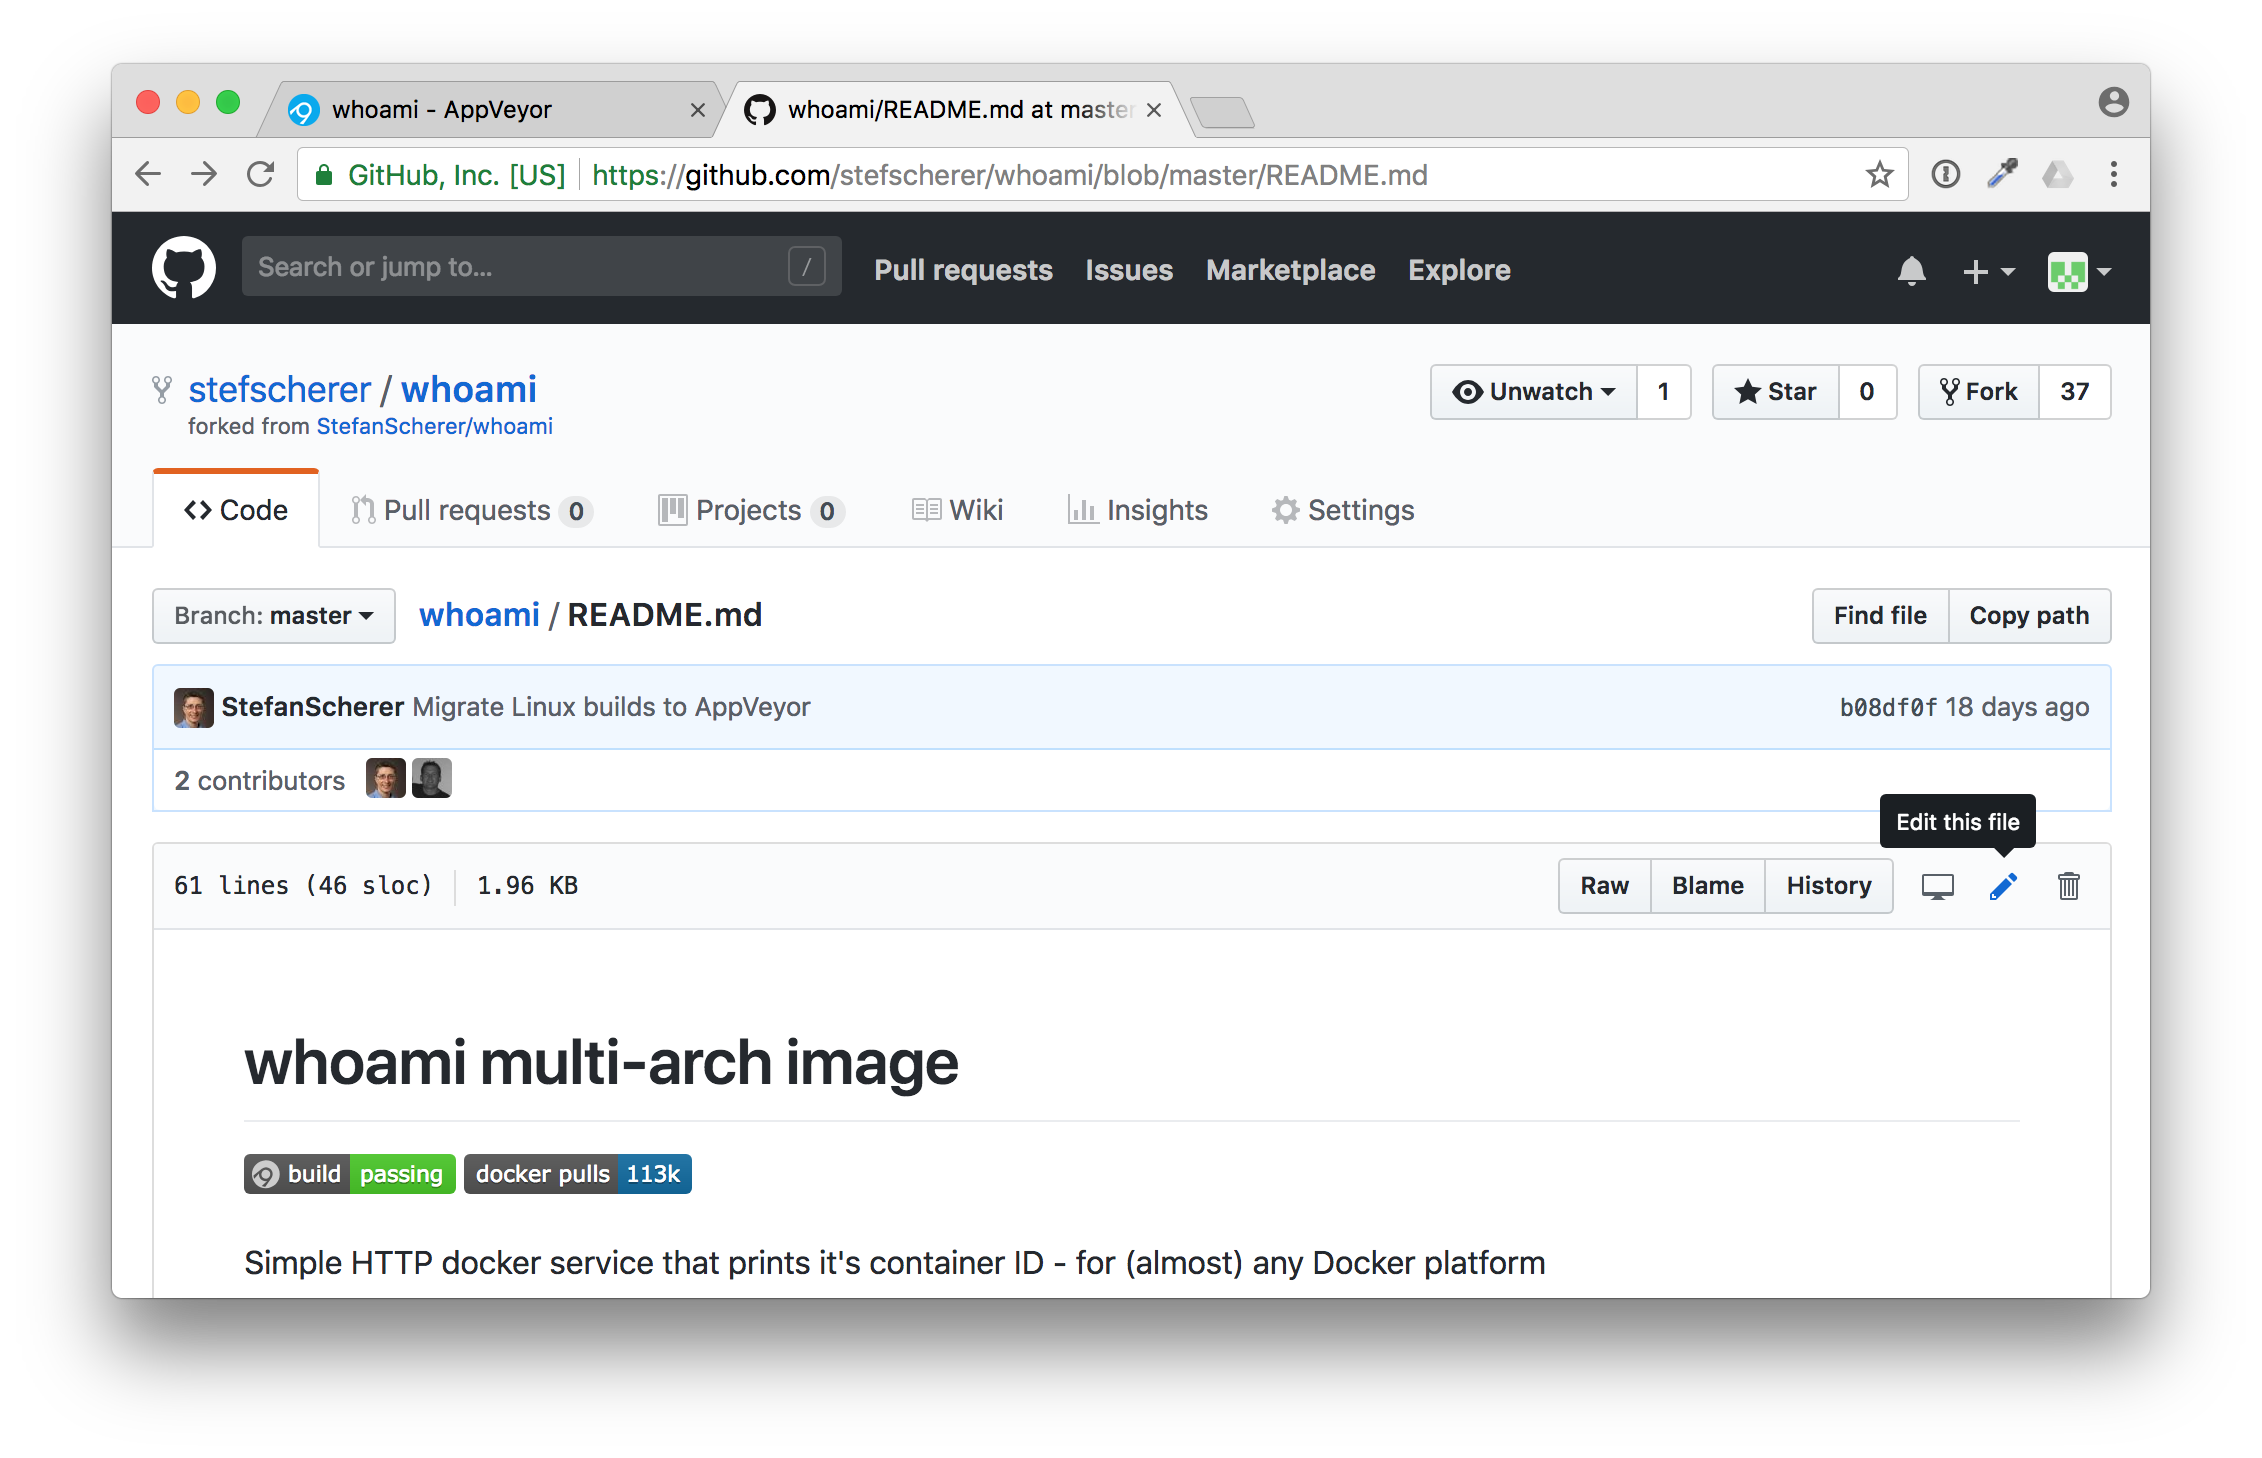 whoami - AppVeyor
whoami/README.md at master
GitHub, Inc. [US] https://github.com/stefscherer/whoami/blob/master/README.md
Search or jump to... / Pull requests Issues Marketplace Explore
stefscherer / whoami
Unwatch 1 Star 0 Fork 37
forked from StefanScherer/whoami
Code Pull requests 0 Projects 0 Wiki Insights Settings
Branch: master whoami / README.md Find file Copy path
StefanScherer Migrate Linux builds to AppVeyor b08df0f 18 days ago
2 contributors
Edit this file
61 lines (46 sloc) 1.96 KB Raw Blame History
whoami multi-arch image
build passing docker pulls 113k
Simple HTTP docker service that prints it's container ID - for (almost) any Docker platform